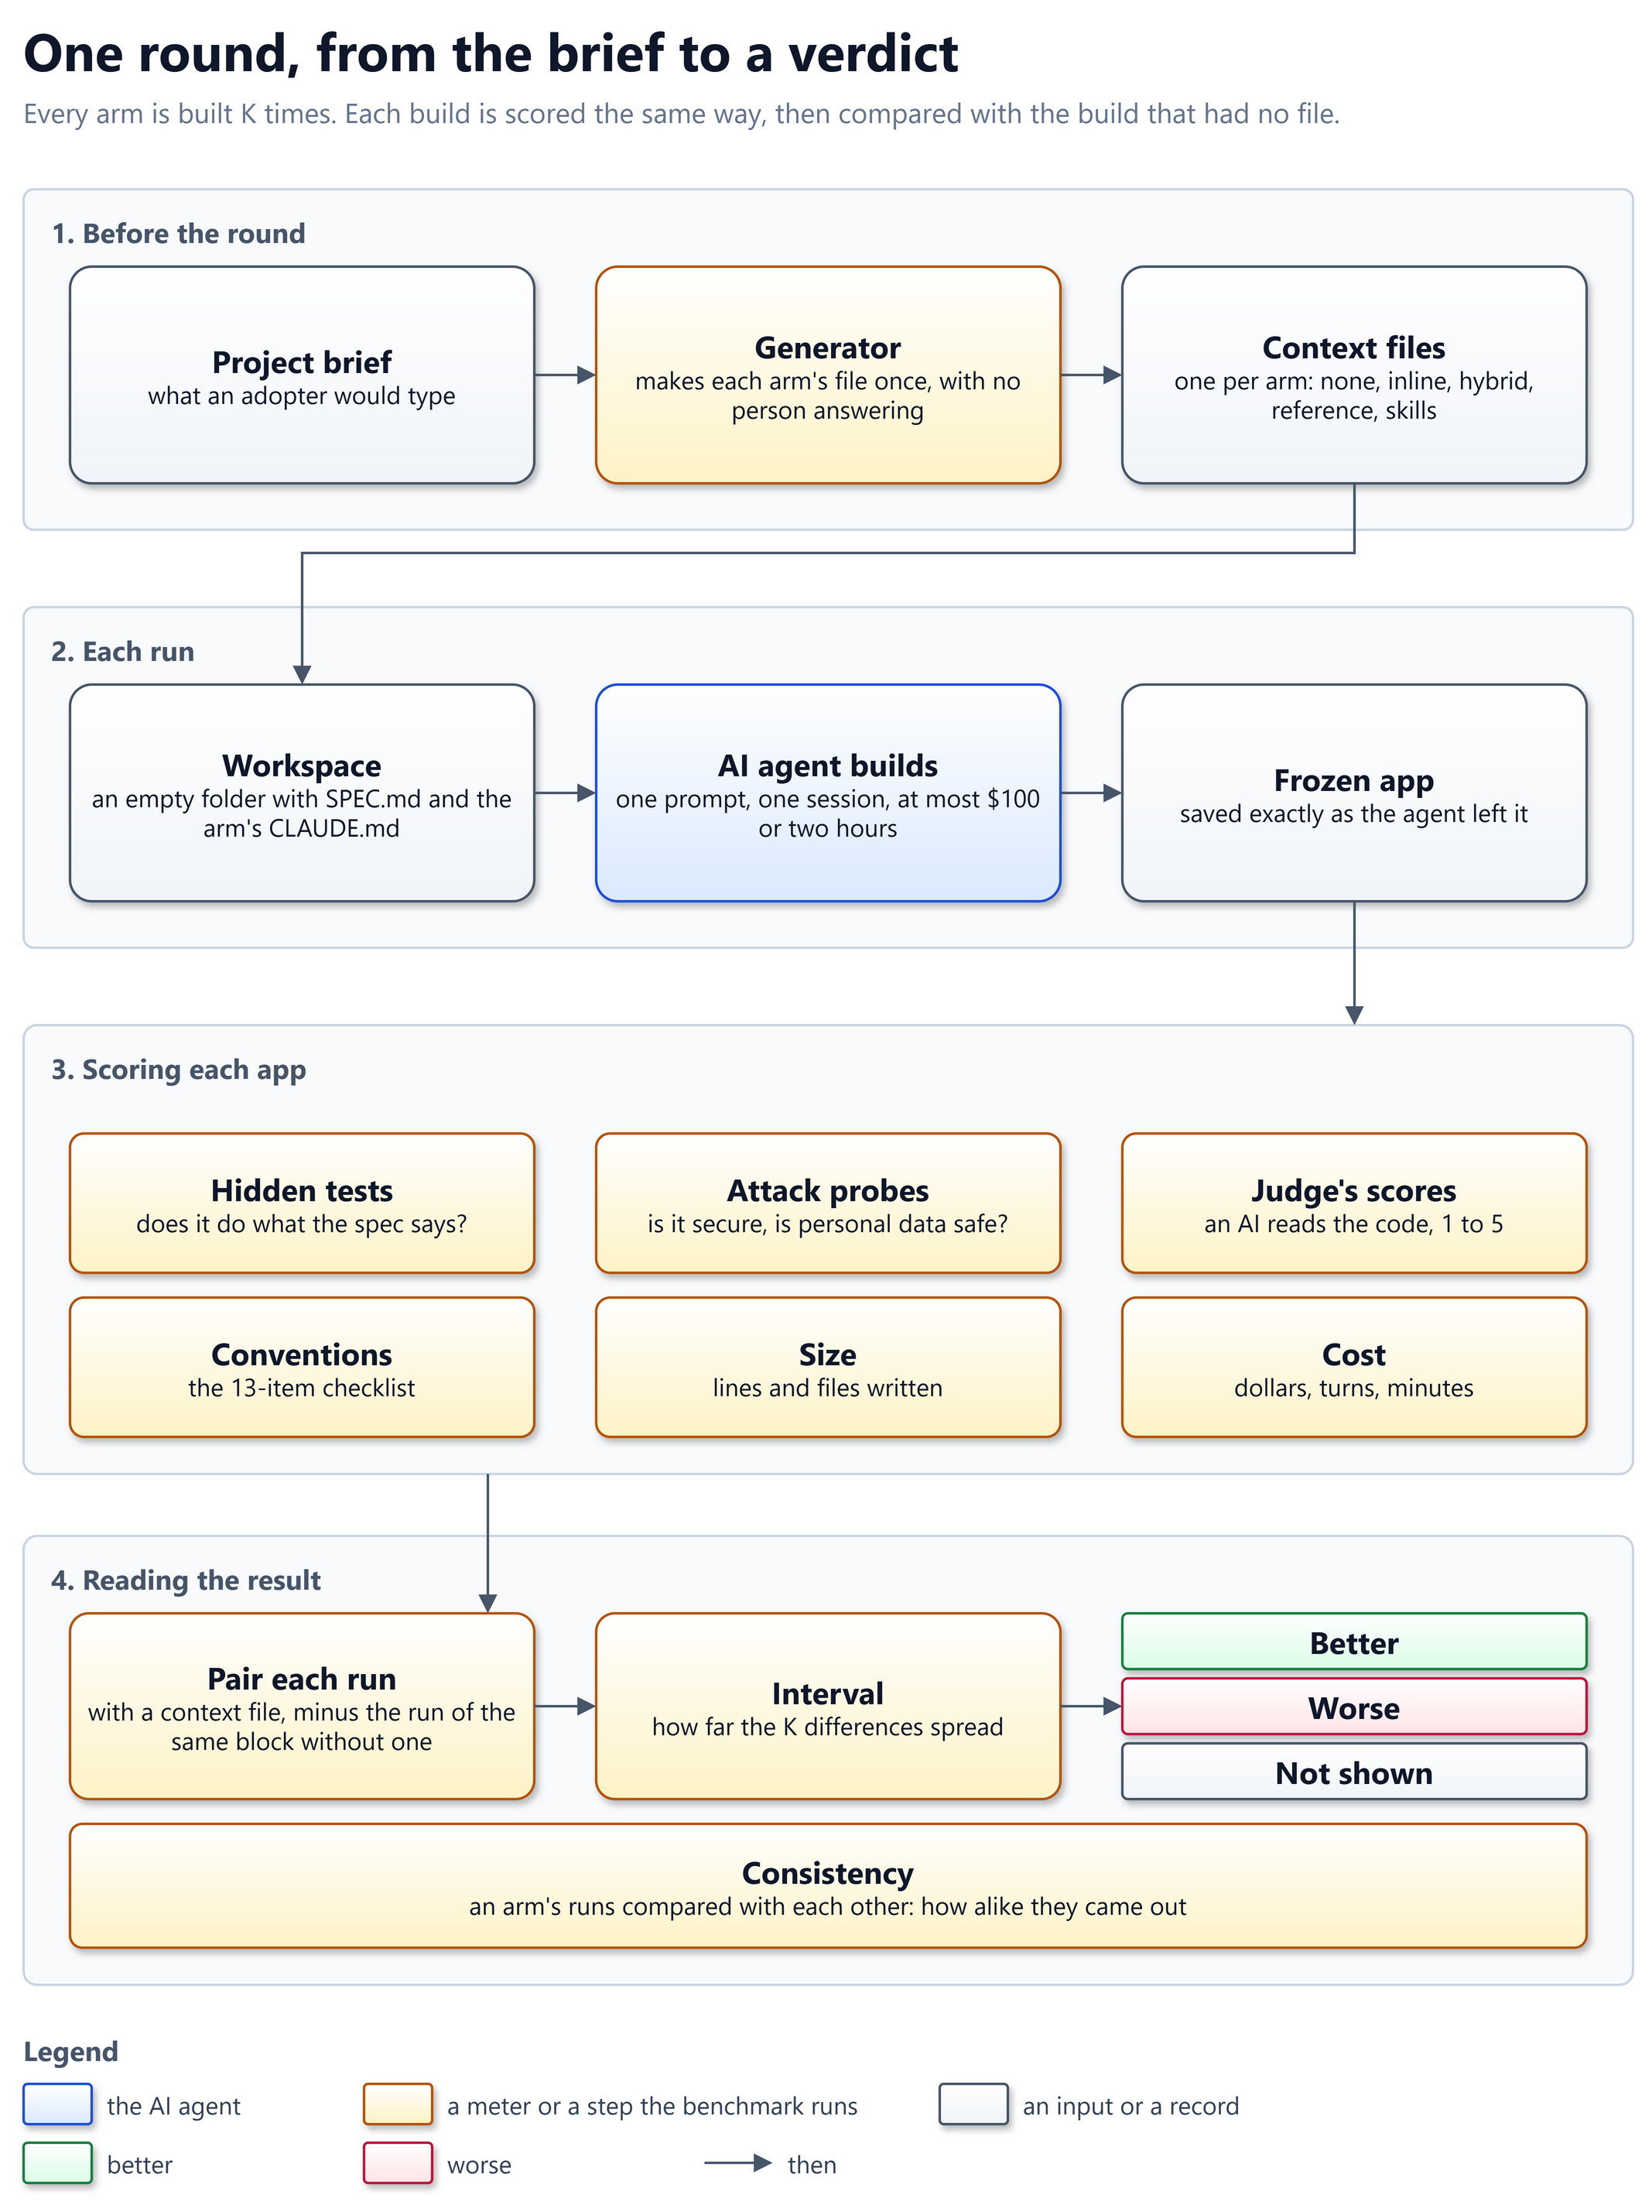 One round, from the brief to a verdict
Every arm is built K times. Each build is scored the same way, then compared with the build that had no file.
1. Before the round
Project brief
what an adopter would type
Generator
makes each arm's file once, with no
person answering
Context files
one per arm: none, inline, hybrid,
reference, skills
2. Each run
Workspace
an empty folder with SPEC.md and the
arm's CLAUDE.md
AI agent builds
one prompt, one session, at most $100
or two hours
Frozen app
saved exactly as the agent left it
3. Scoring each app
Hidden tests
does it do what the spec says?
Attack probes
is it secure, is personal data safe?
Judge's scores
an AI reads the code, 1 to 5
Conventions
the 13-item checklist
Size
lines and files written
Cost
dollars, turns, minutes
4. Reading the result
Pair each run
with a context file, minus the run of the
same block without one
Interval
how far the K differences spread
Better
Worse
Not shown
Consistency
an arm's runs compared with each other: how alike they came out
Legend
the AI agent
a meter or a step the benchmark runs
an input or a record
better
worse
then